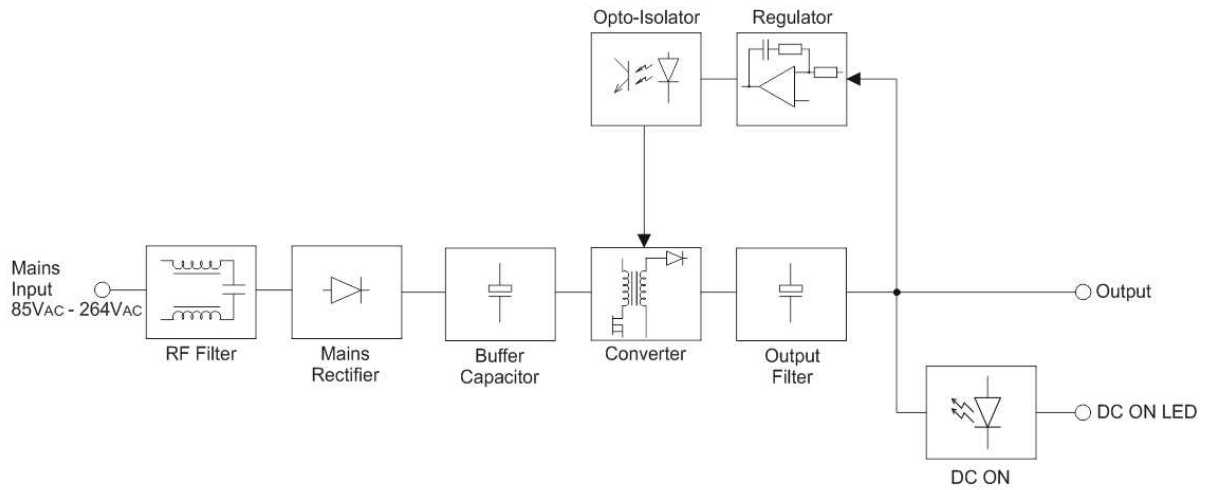 Opto-Isolator
Regulator
Mains
Input
85VAC - 264VAC
RF Filter
Mains
Rectifier
Buffer
Capacitor
Converter
Output
Filter
Output
DC ON LED
DC ON